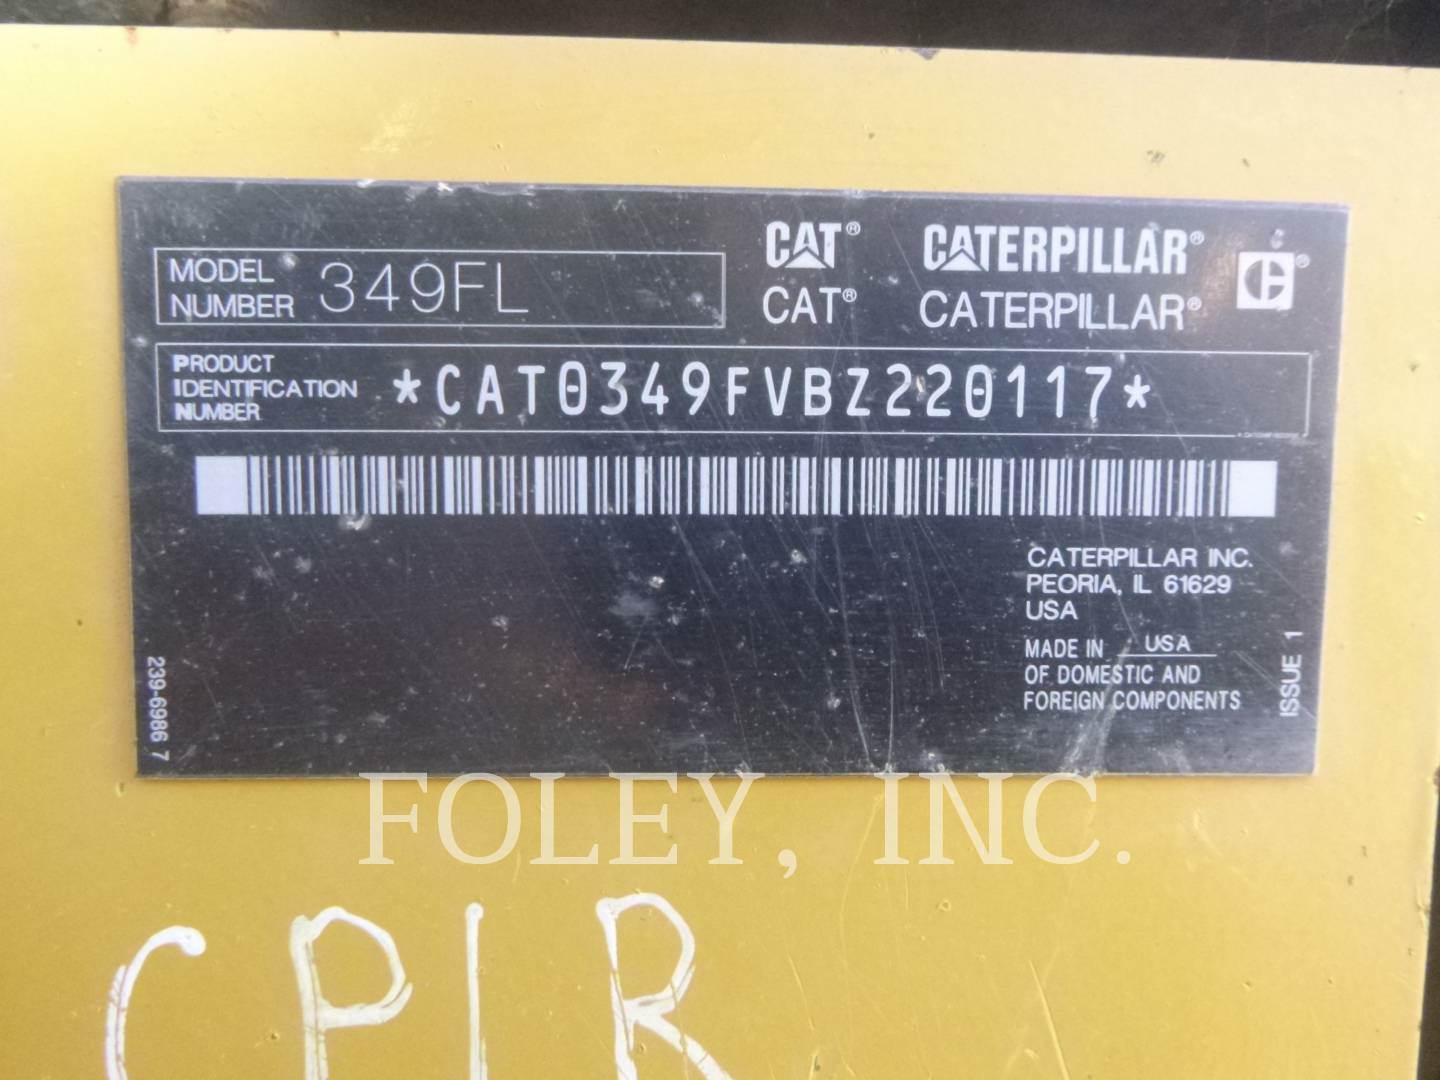 MODEL NUMBER 349FL
CAT® CATERPILLAR® ®
CAT® CATERPILLAR®
PRODUCT IDENTIFICATION NUMBER *CAT0349FVBZ220117*
CATERPILLAR INC.
PEORIA, IL 61629
USA
MADE IN USA
OF DOMESTIC AND
FOREIGN COMPONENTS
ISSUE 1
239-6986 7
FOLEY, INC.
CPIR